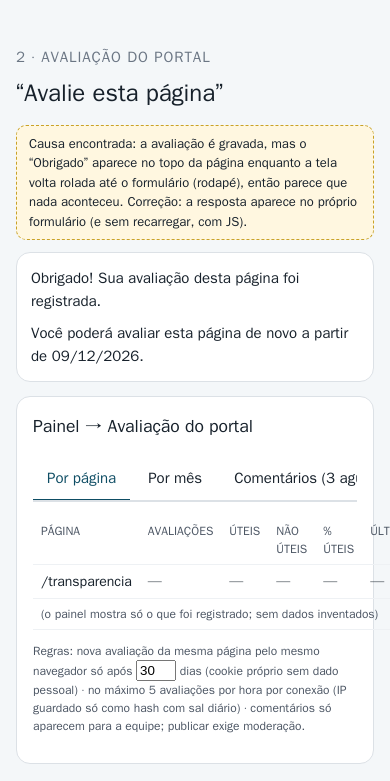 2 · AVALIAÇÃO DO PORTAL
“Avalie esta página”
Causa encontrada: a avaliação é gravada, mas o
“Obrigado” aparece no topo da página enquanto a tela
volta rolada até o formulário (rodapé), então parece que
nada aconteceu. Correção: a resposta aparece no próprio
formulário (e sem recarregar, com JS).
Obrigado! Sua avaliação desta página foi
registrada.
Você poderá avaliar esta página de novo a partir
de 09/12/2026.
Painel → Avaliação do portal
Por página Por mês Comentários (3
PÁGINA AVALIAÇÕES ÚTEIS NÃO ÚTEIS % ÚTEIS
/transparencia — — — — —
(o painel mostra só o que foi registrado; sem dados inventados)
Regras: nova avaliação da mesma página pelo mesmo
navegador só após 30 dias (cookie próprio sem dado
pessoal) · no máximo 5 avaliações por hora por conexão (IP
guardado só como hash com sal diário) · comentários só
aparecem para a equipe; publicar exige moderação.